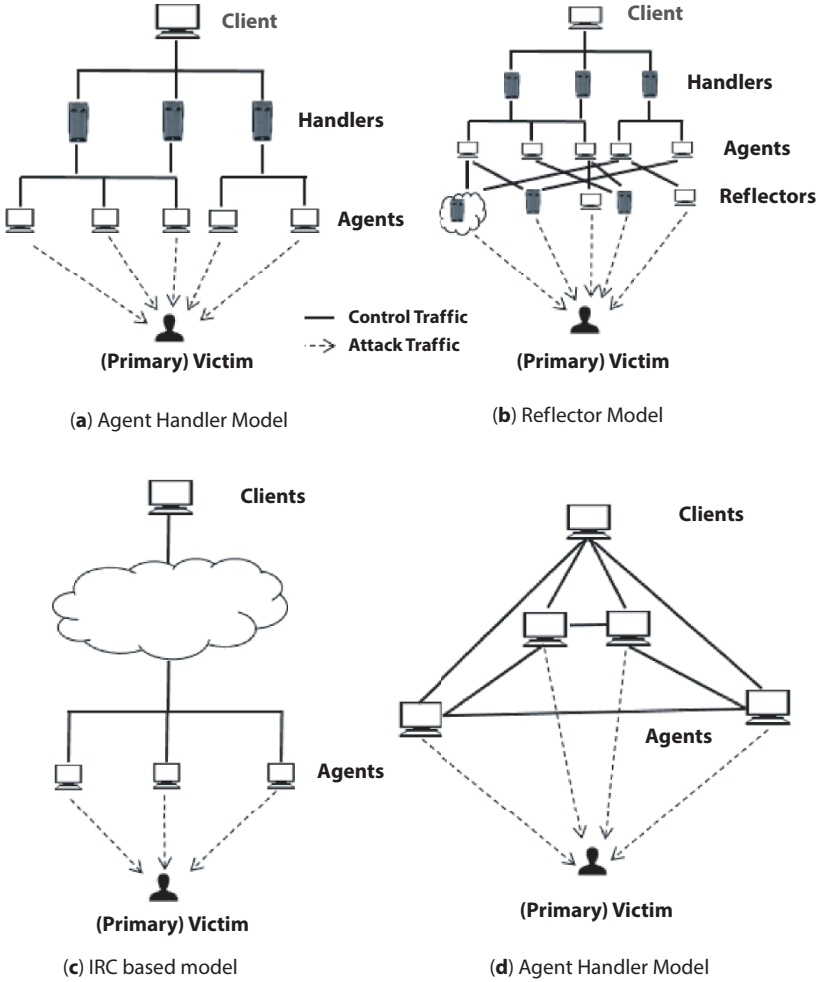 Client
Handlers
Agents
(Primary) Victim
(a) Agent Handler Model
Control Traffic
Attack Traffic
Client
Handlers
Agents
Reflectors
(Primary) Victim
(b) Reflector Model
Clients
Agents
(Primary) Victim
(c) IRC based model
Clients
Agents
(Primary) Victim
(d) Agent Handler Model